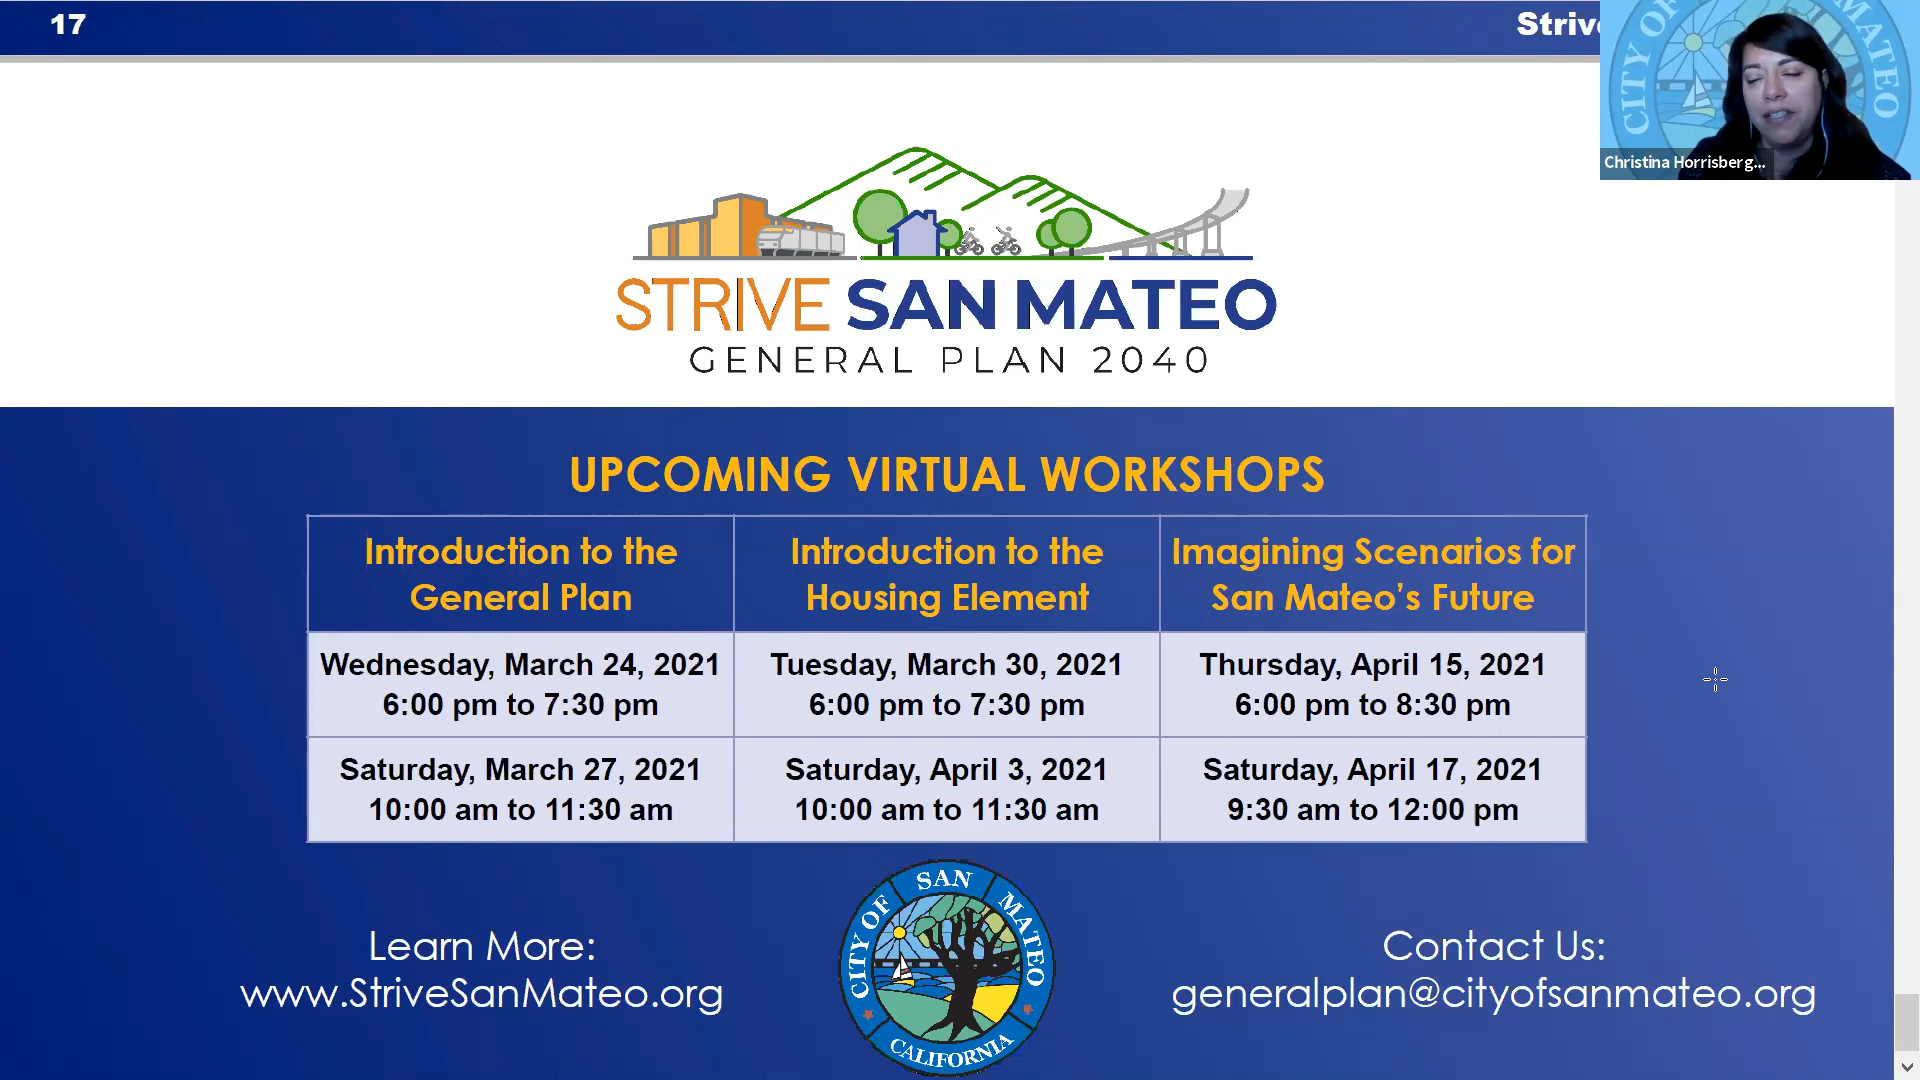 17
Strive
CITY OF
MATEO
Christina Horrisberg...
STRIVE SAN MATEO
GENERAL PLAN 2040
UPCOMING VIRTUAL WORKSHOPS
Introduction to the
General Plan
Introduction to the
Housing Element
Imagining Scenarios for
San Mateo's Future
Wednesday, March 24, 2021
6:00 pm to 7:30 pm
Tuesday, March 30, 2021
6:00 pm to 7:30 pm
Thursday, April 15, 2021
6:00 pm to 8:30 pm
Saturday, March 27, 2021
10:00 am to 11:30 am
Saturday, April 3, 2021
10:00 am to 11:30 am
Saturday, April 17, 2021
9:30 am to 12:00 pm
Learn More:
www.StriveSanMateo.org
CITY OF SAN MATEO
CALIFORNIA
Contact Us:
generalplan@cityofsanmateo.org